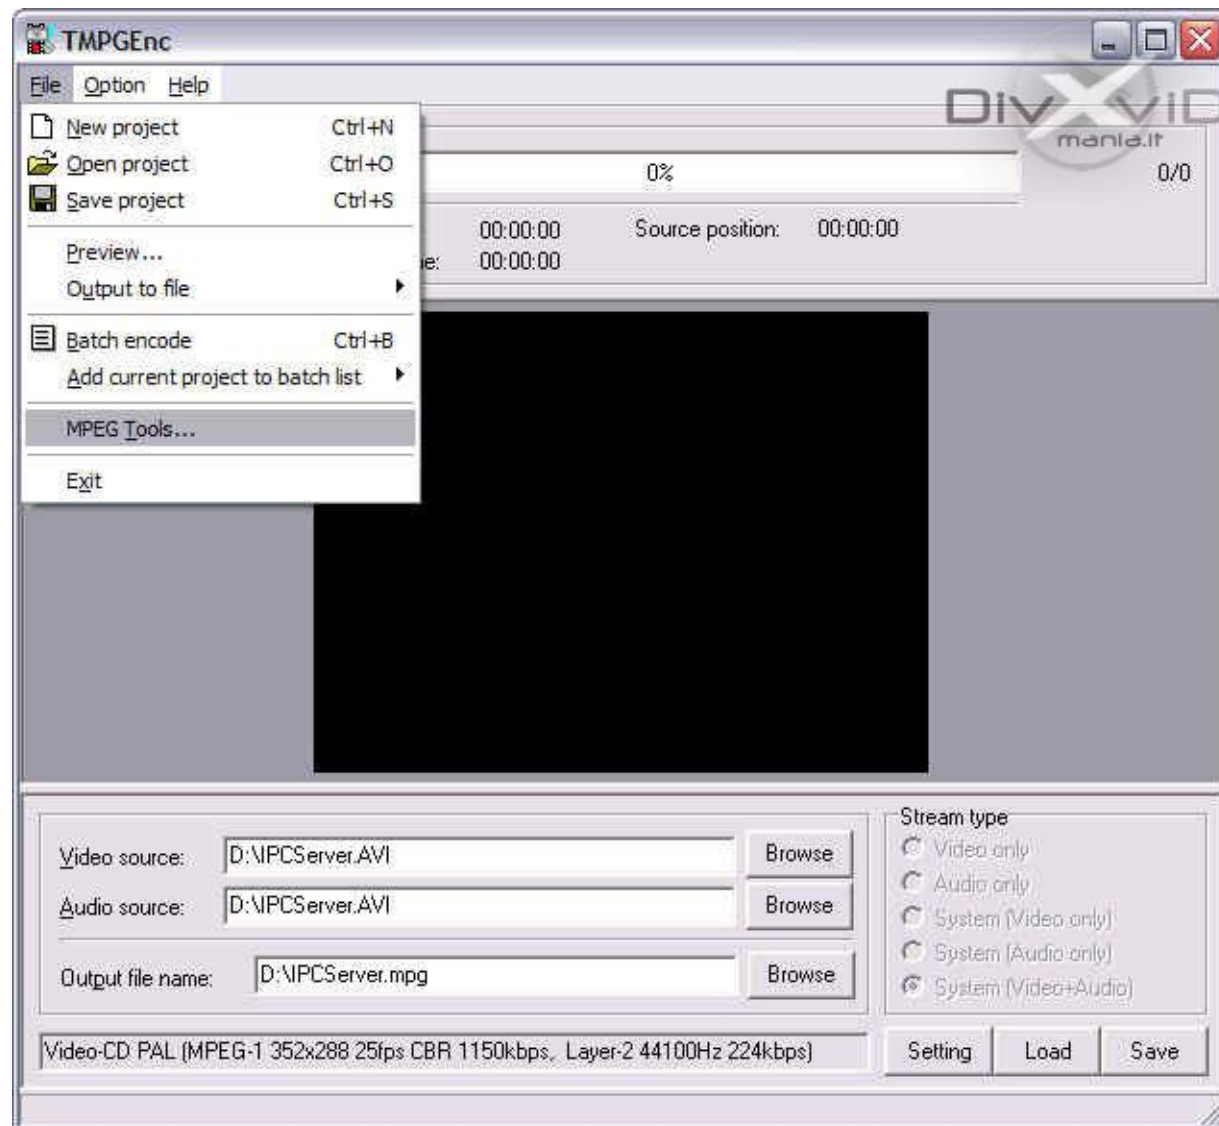 TMPGEnc
File Option Help
DivXviD
mania.it
New project Ctrl+N
Open project Ctrl+O
Save project Ctrl+S
Preview...
Output to file
Batch encode Ctrl+B
Add current project to batch list
MPEG Tools...
Exit
0% 0/0
00:00:00 Source position: 00:00:00
e: 00:00:00
Video source: D:\IPCServer.AVI Browse
Audio source: D:\IPCServer.AVI Browse
Output file name: D:\IPCServer.mpg Browse
Stream type
Video only
Audio only
System (Video only)
System (Audio only)
System (Video+Audio)
Video-CD PAL (MPEG-1 352x288 25fps CBR 1150kbps, Layer-2 44100Hz 224kbps) Setting Load Save